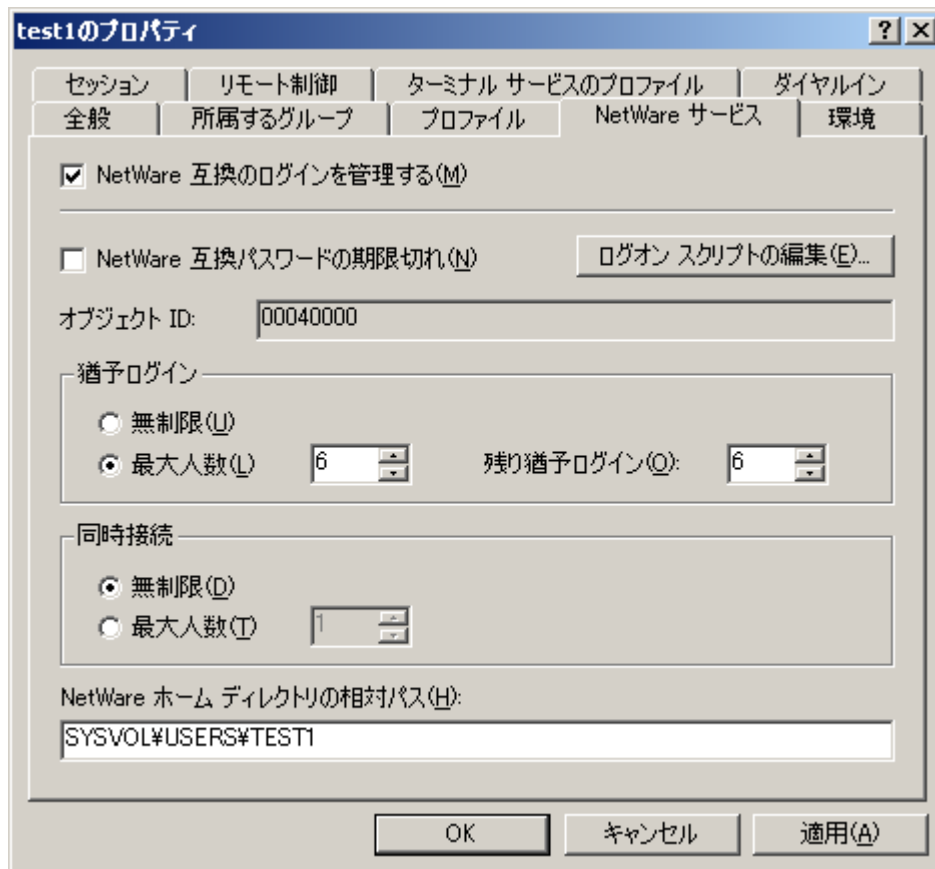 test1のプロパティ
セッション リモート制御 ターミナル サービスのプロファイル ダイヤルイン
全般 所属するグループ プロファイル NetWare サービス 環境
NetWare 互換のログインを管理する(M)
NetWare 互換パスワードの期限切れ(N) ログオン スクリプトの編集(E)...
オブジェクト ID: 00040000
猶予ログイン
無制限(U)
最大人数(L) 6 残り猶予ログイン(O): 6
同時接続
無制限(D)
最大人数(T) 1
NetWare ホーム ディレクトリの相対パス(H):
SYSVOL¥USERS¥TEST1
OK キャンセル 適用(A)